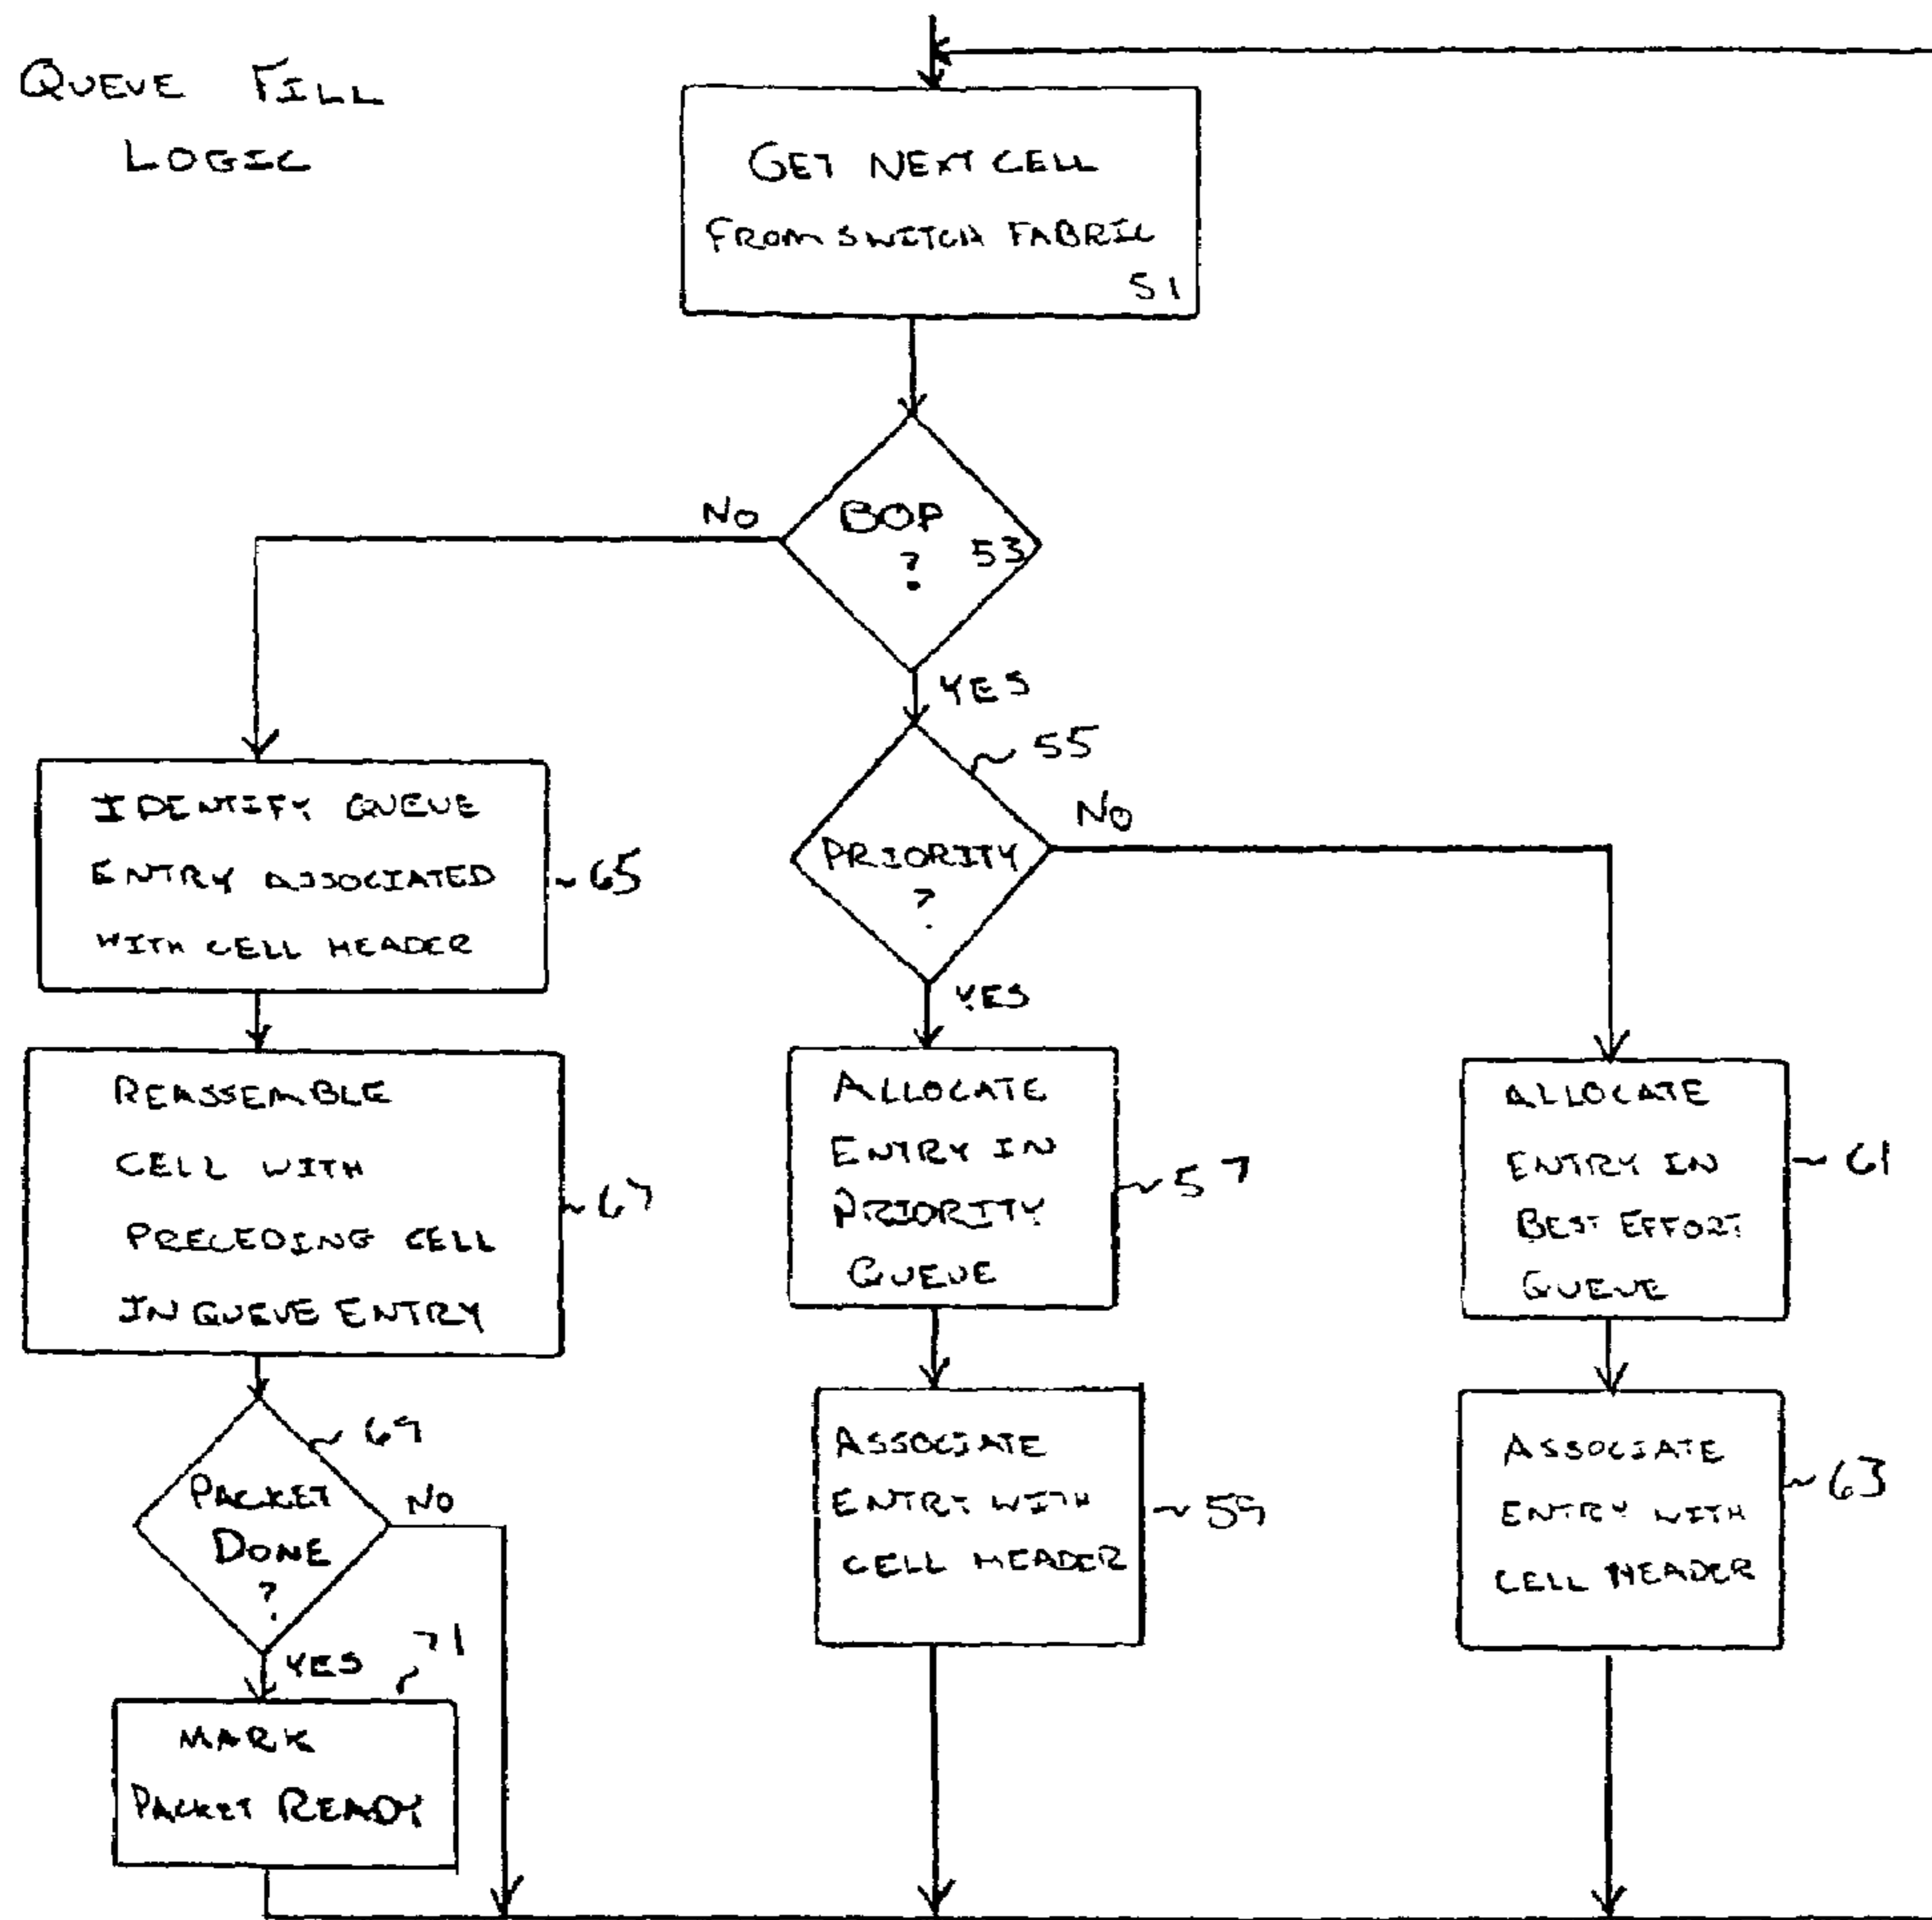 QUEUE FILL
LOGIC
GET NEXT CELL
FROM SWITCH FABRIC
51
BOP
?
53
NO
YES
55
PRIORITY
?
NO
YES
IDENTIFY QUEUE
ENTRY ASSOCIATED
WITH CELL HEADER
~65
REASSEMBLE
CELL WITH
PRECEDING CELL
IN QUEUE ENTRY
~67
ALLOCATE
ENTRY IN
PRIORITY
QUEUE
~57
ALLOCATE
ENTRY IN
BEST EFFORT
QUEUE
~61
69
PACKET
DONE
?
NO
YES
71
MARK
PACKET READY
ASSOCIATE
ENTRY WITH
CELL HEADER
~59
ASSOCIATE
ENTRY WITH
CELL HEADER
~63